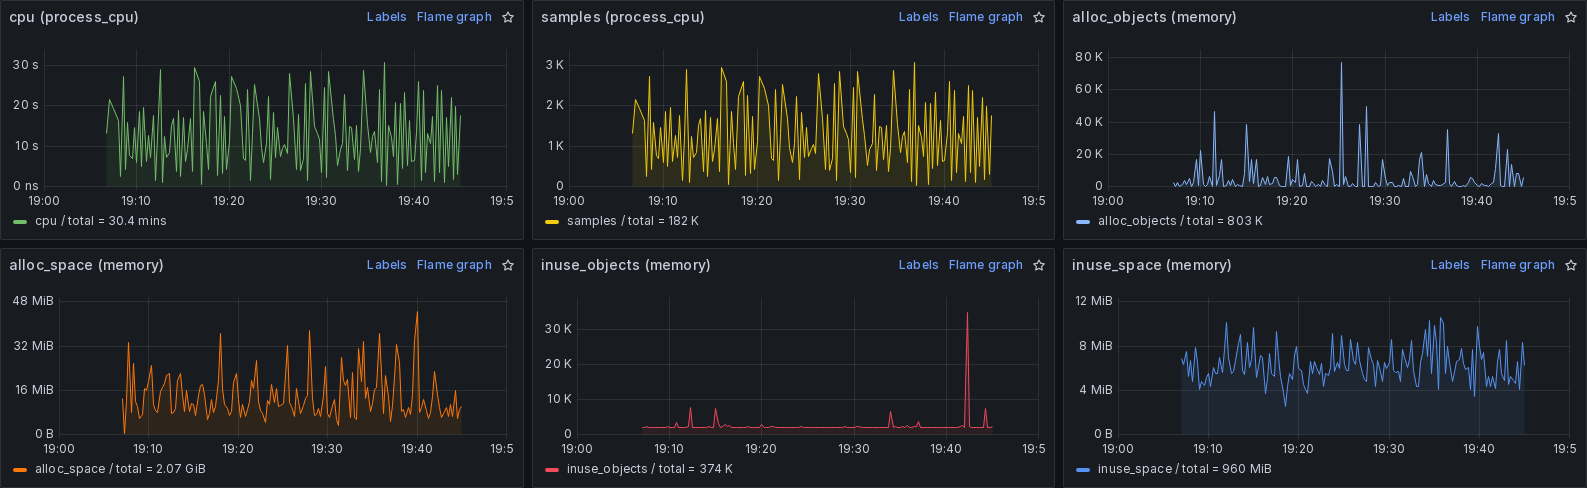 cpu (process_cpu) Labels Flame graph
30 s
20 s
10 s
0 ns
19:00 19:10 19:20 19:30 19:40 19:5
cpu / total = 30.4 mins
samples (process_cpu) Labels Flame graph
3 K
2 K
1 K
0
19:00 19:10 19:20 19:30 19:40 19:5
samples / total = 182 K
alloc_objects (memory) Labels Flame graph
80 K
60 K
40 K
20 K
0
19:00 19:10 19:20 19:30 19:40 19:5
alloc_objects / total = 803 K
alloc_space (memory) Labels Flame graph
48 MiB
32 MiB
16 MiB
0 B
19:00 19:10 19:20 19:30 19:40 19:5
alloc_space / total = 2.07 GiB
inuse_objects (memory) Labels Flame graph
30 K
20 K
10 K
0
19:00 19:10 19:20 19:30 19:40 19:5
inuse_objects / total = 374 K
inuse_space (memory) Labels Flame graph
12 MiB
8 MiB
4 MiB
0 B
19:00 19:10 19:20 19:30 19:40 19:5
inuse_space / total = 960 MiB